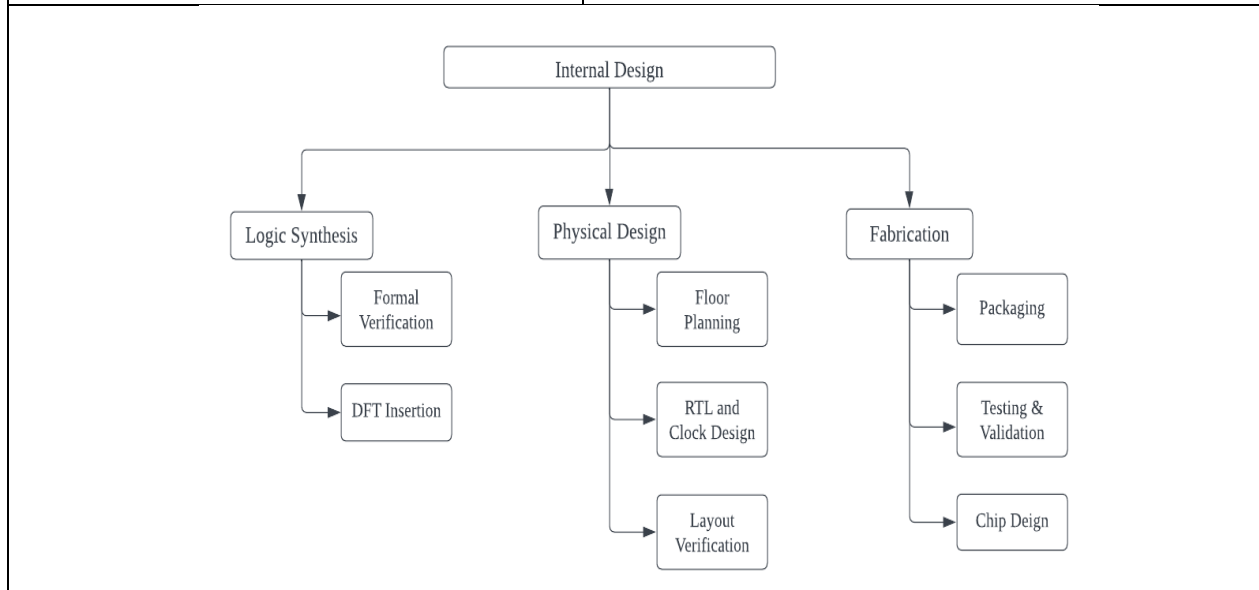 Internal Design
Logic Synthesis
Formal
Verification
DFT Insertion
Physical Design
Floor
Planning
RTL and
Clock Design
Layout
Verification
Fabrication
Packaging
Testing &
Validation
Chip Deign